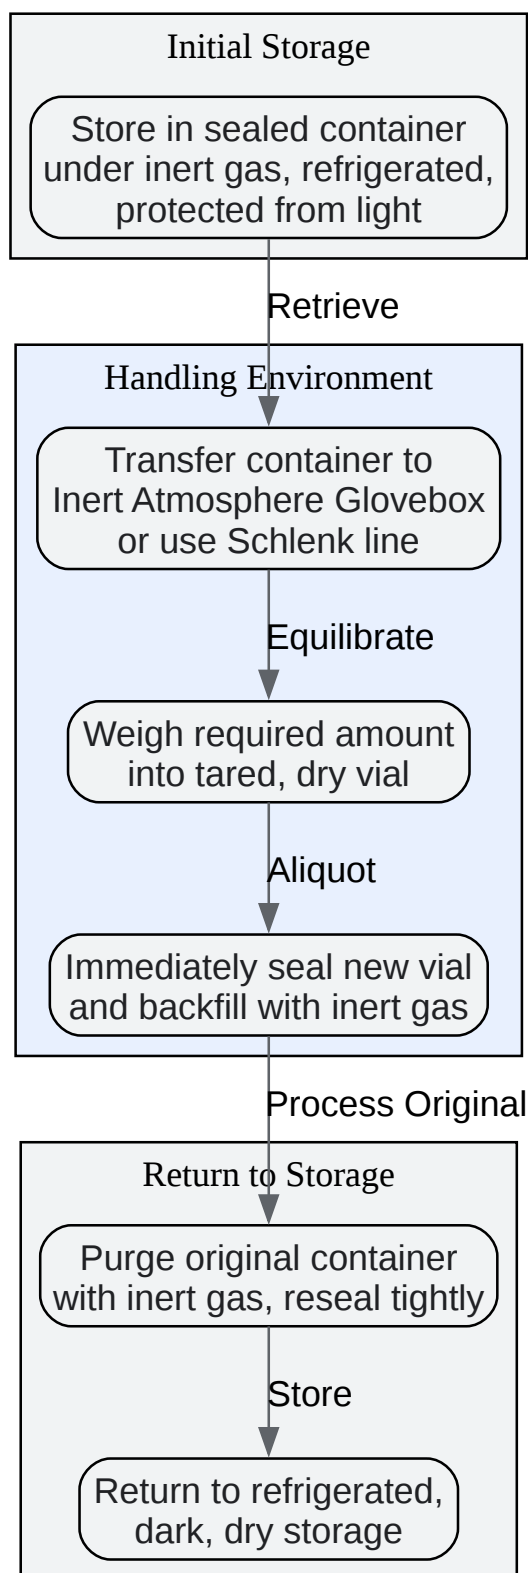 Initial Storage
Store in sealed container
under inert gas, refrigerated,
protected from light
Retrieve
Handling Environment
Transfer container to
Inert Atmosphere Glovebox
or use Schlenk line
Equilibrate
Weigh required amount
into tared, dry vial
Aliquot
Immediately seal new vial
and backfill with inert gas
Process Original
Return to Storage
Purge original container
with inert gas, reseal tightly
Store
Return to refrigerated,
dark, dry storage